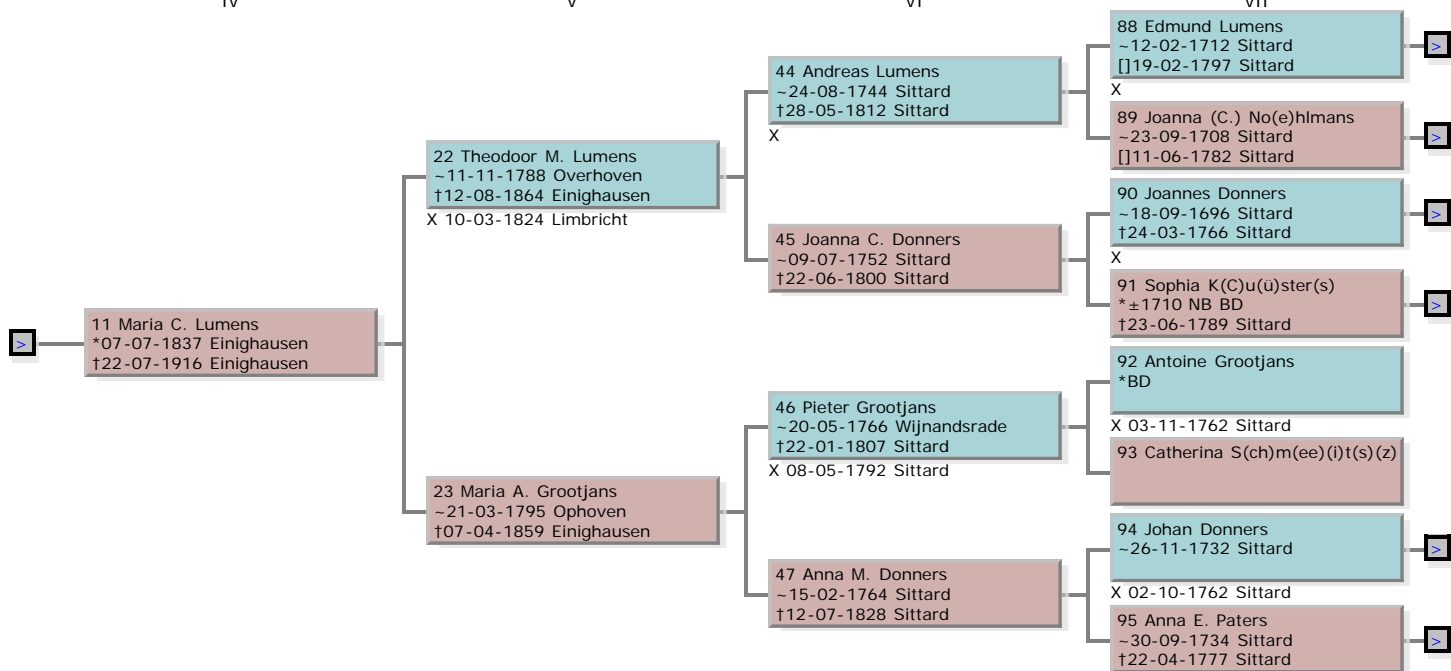 IV
V
VI
VII
88 Edmund Lumens
~12-02-1712 Sittard
[]19-02-1797 Sittard
>
X
44 Andreas Lumens
~24-08-1744 Sittard
†28-05-1812 Sittard
X
89 Joanna (C.) No(e)hlmans
~23-09-1708 Sittard
[]11-06-1782 Sittard
>
22 Theodoor M. Lumens
~11-11-1788 Overhoven
†12-08-1864 Einighausen
X 10-03-1824 Limbricht
90 Joannes Donners
~18-09-1696 Sittard
†24-03-1766 Sittard
>
X
45 Joanna C. Donners
~09-07-1752 Sittard
†22-06-1800 Sittard
91 Sophia K(C)u(ü)ster(s)
*±1710 NB BD
†23-06-1789 Sittard
>
>
11 Maria C. Lumens
*07-07-1837 Einighausen
†22-07-1916 Einighausen
92 Antoine Grootjans
*BD
X 03-11-1762 Sittard
46 Pieter Grootjans
~20-05-1766 Wijnandsrade
†22-01-1807 Sittard
X 08-05-1792 Sittard
93 Catherina S(ch)m(ee)(i)t(s)(z)
23 Maria A. Grootjans
~21-03-1795 Ophoven
†07-04-1859 Einighausen
94 Johan Donners
~26-11-1732 Sittard
>
X 02-10-1762 Sittard
47 Anna M. Donners
~15-02-1764 Sittard
†12-07-1828 Sittard
95 Anna E. Paters
~30-09-1734 Sittard
†22-04-1777 Sittard
>